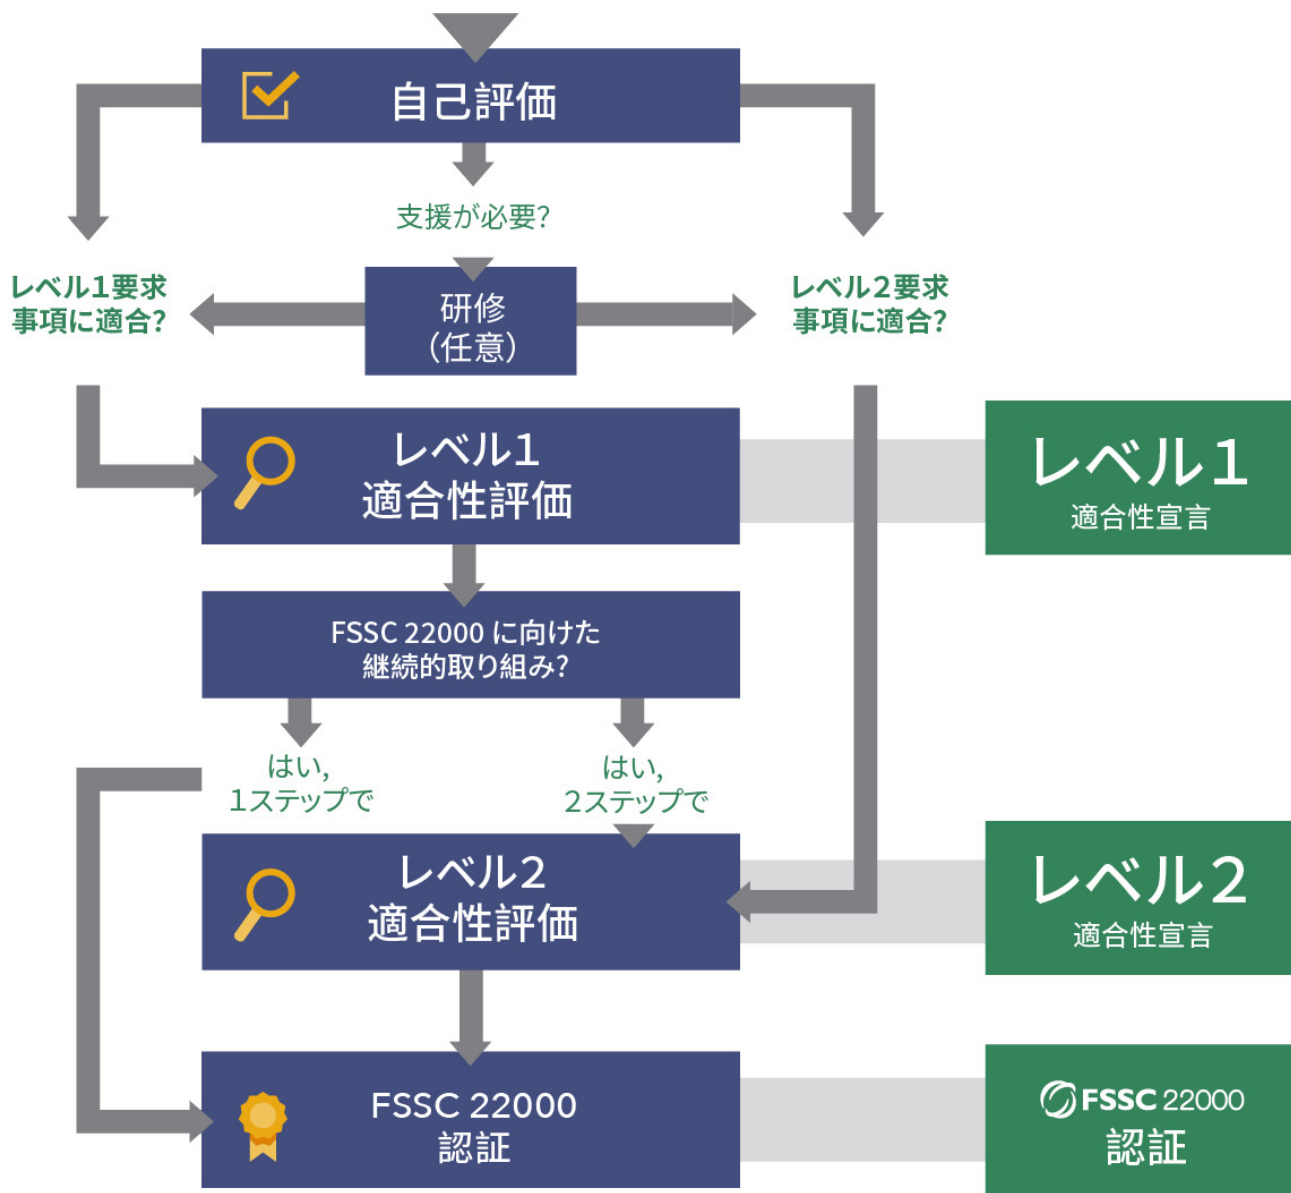 自己評価
支援が必要?
レベル1要求
事項に適合?
研修
（任意）
レベル2要求
事項に適合?
レベル1
適合性評価
レベル1
適合性宣言
FSSC 22000 に向けた
継続的取り組み?
はい,
1ステップで
はい,
2ステップで
レベル2
適合性評価
レベル2
適合性宣言
FSSC 22000
認証
FSSC 22000
認証